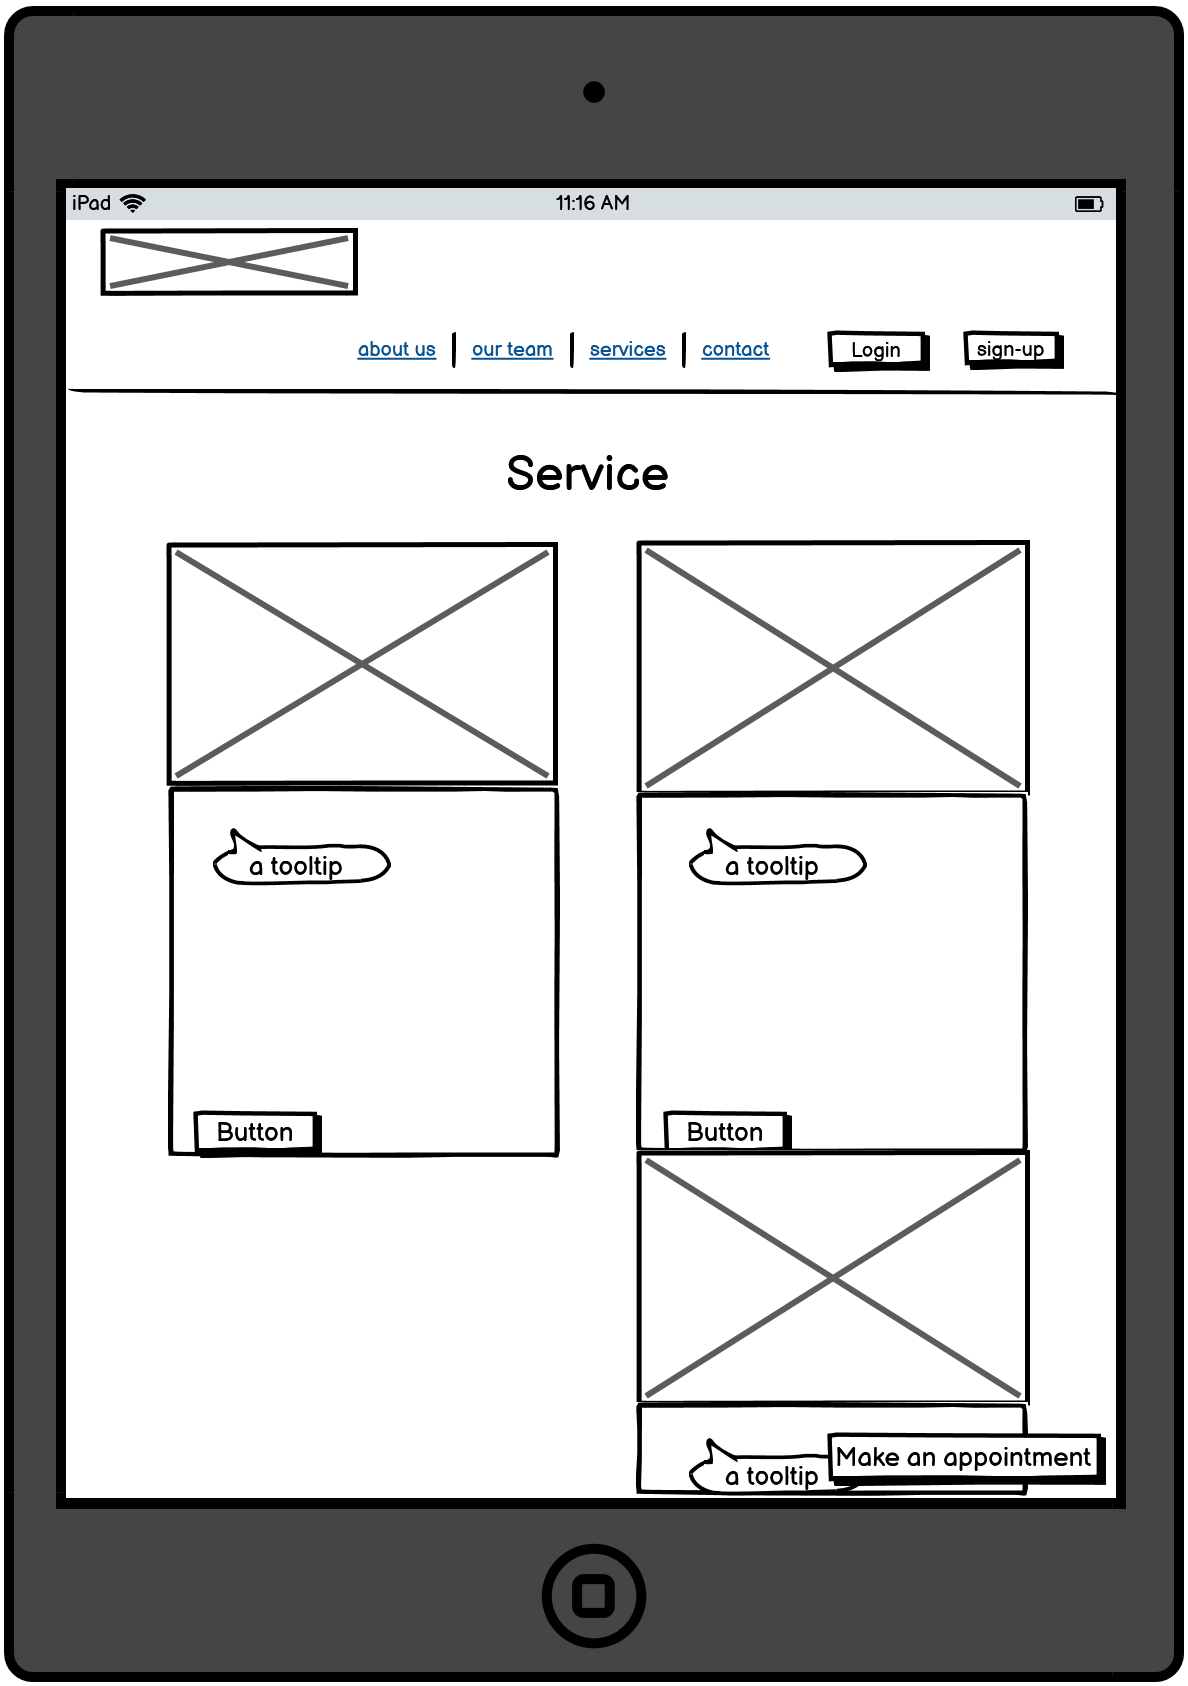 iPad
11:16 AM
about us
our team
services
contact
Login
sign-up
Service
a tooltip
a tooltip
Button
Button
a tooltip
Make an appointment